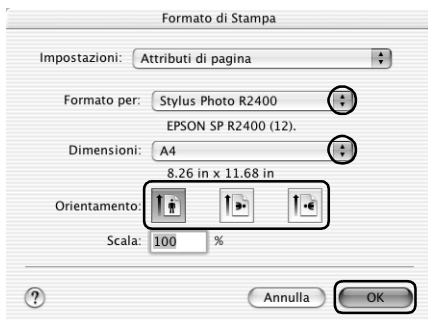 Formato di Stampa
Impostazioni: Attributi di pagina
Formato per: Stylus Photo R2400
EPSON SP R2400 (12).
Dimensioni: A4
8.26 in x 11.68 in
Orientamento:
Scala: 100 %
? Annulla OK